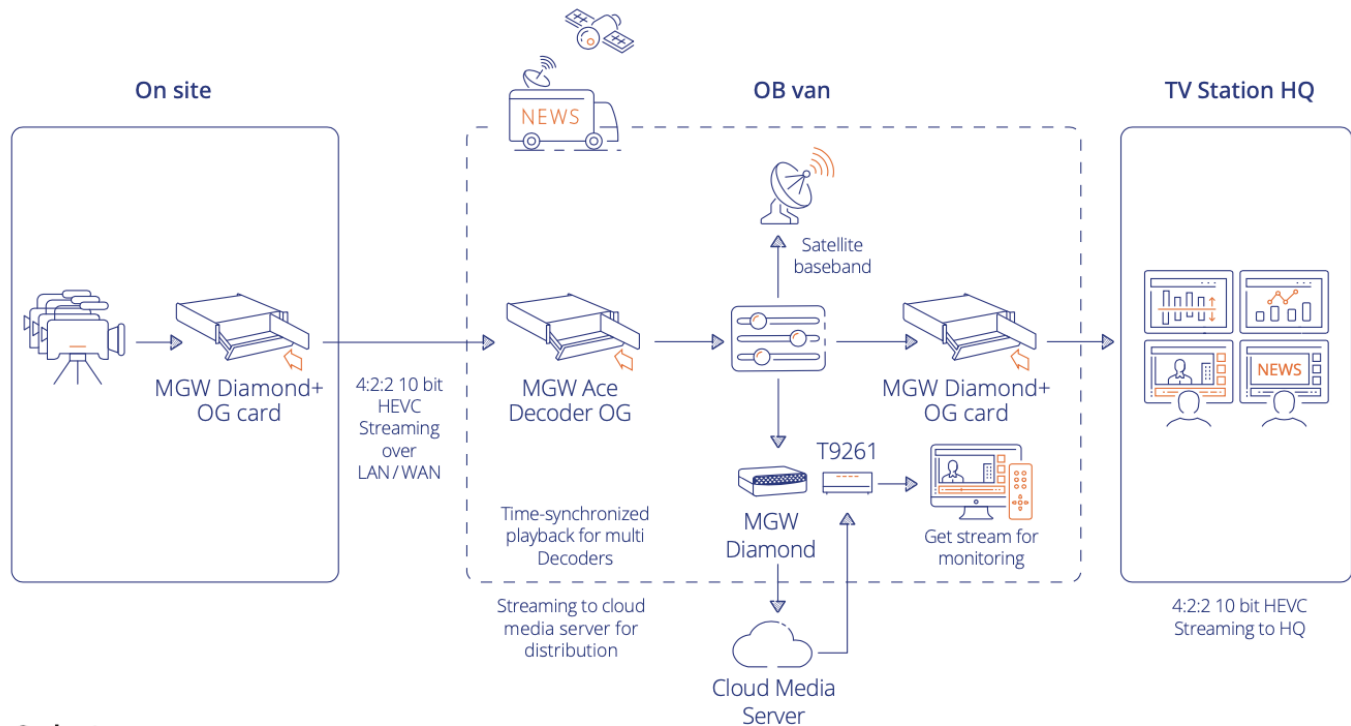 On site
OB van
TV Station HQ
NEWS
Satellite
baseband
MGW Diamond+
OG card
4:2:2 10 bit
HEVC
Streaming
over
LAN / WAN
MGW Ace
Decoder OG
MGW Diamond+
OG card
NEWS
T9261
MGW
Diamond
Time-synchronized
playback for multi
Decoders
Get stream for
monitoring
Streaming to cloud
media server for
distribution
4:2:2 10 bit HEVC
Streaming to HQ
Cloud Media
Server